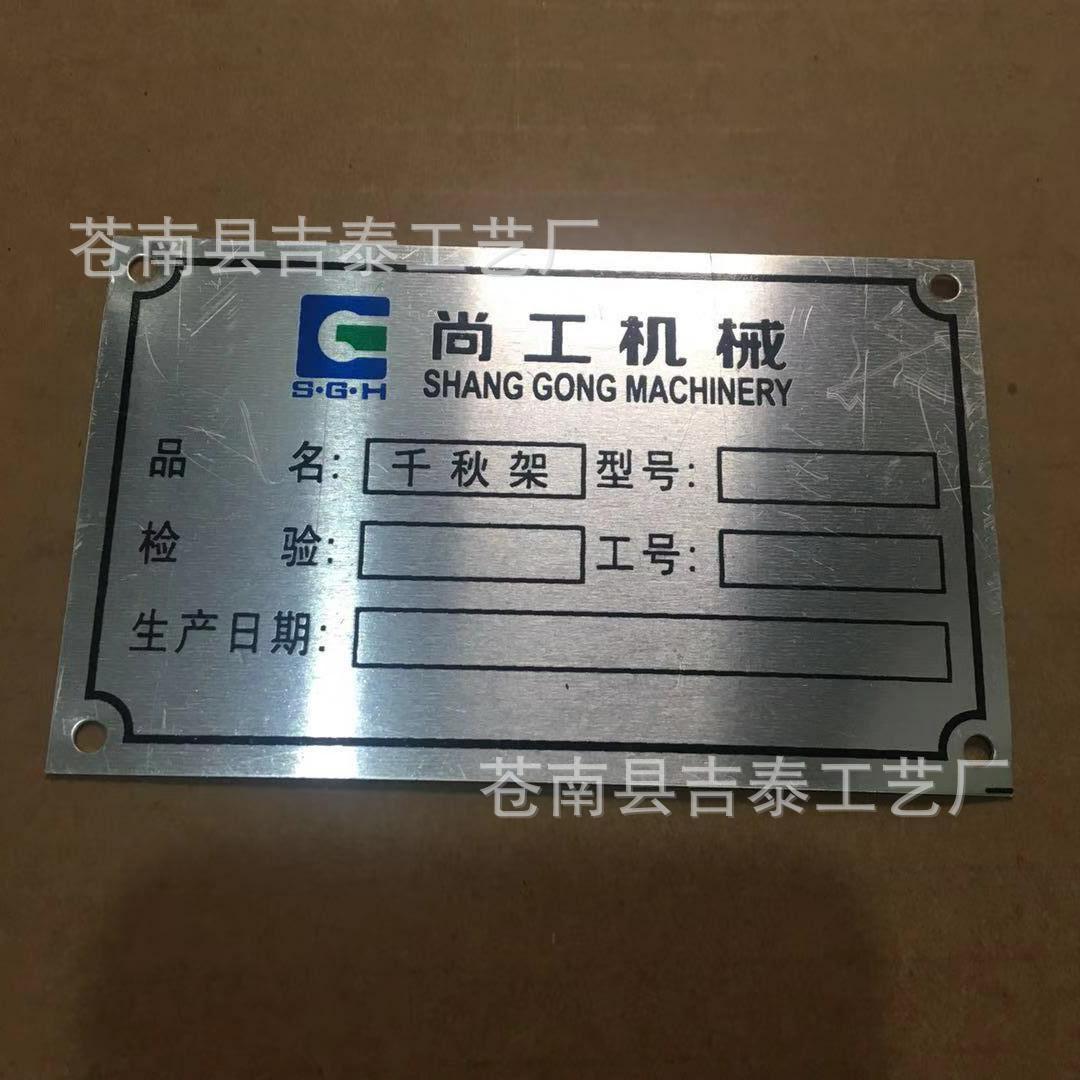 苍南县吉泰工艺厂
尚工机械
S·G·H SHANG GONG MACHINERY
品名: 千秋架 型号:
检验: 工号:
生产日期:
苍南县吉泰工艺厂